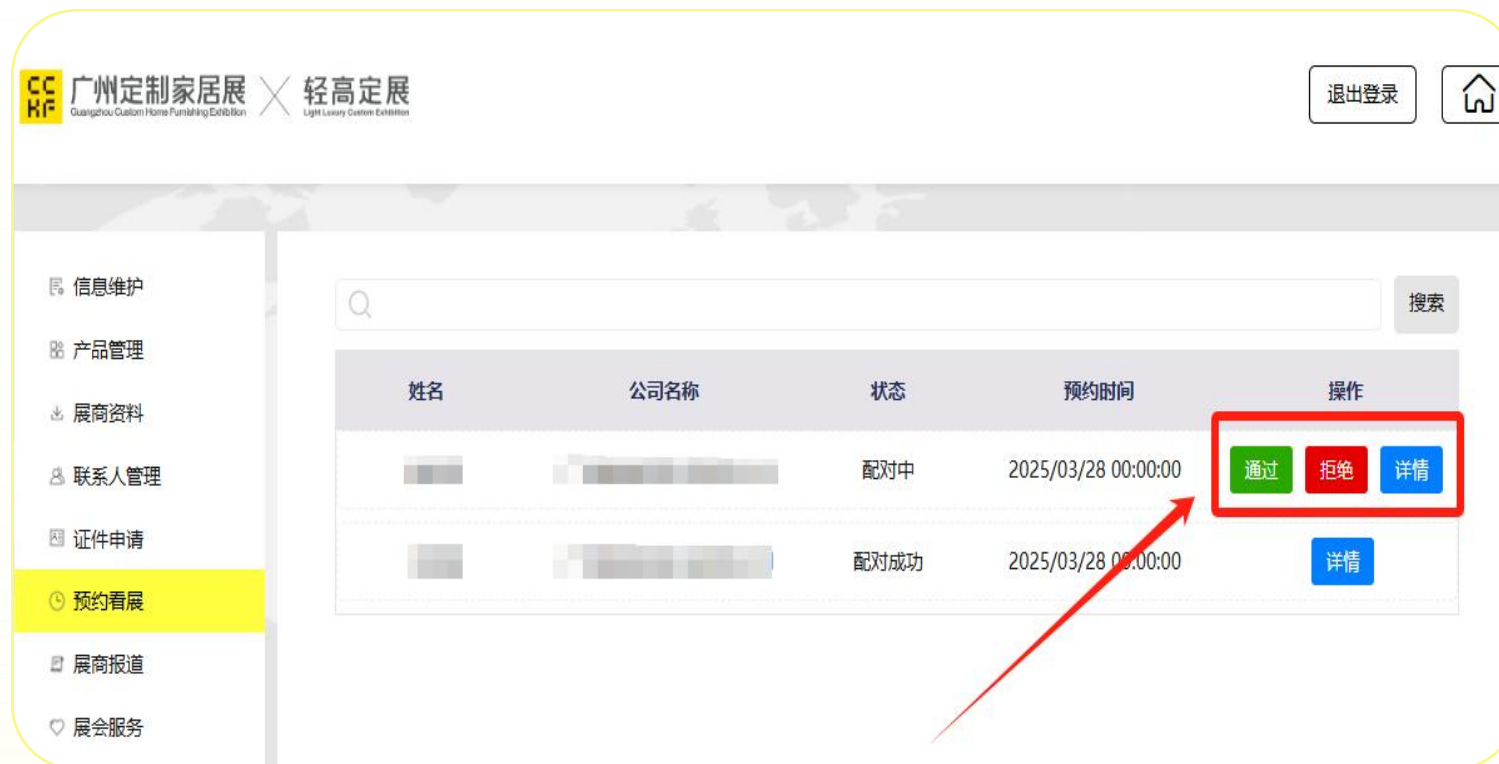 CC
KF
广州定制家居展
Guangzhou Custom Home Furnishing Exhibition
轻高定展
Light Luxury Custom Exhibition
退出登录
信息维护
产品管理
展商资料
联系人管理
证件申请
预约看展
展商报道
展会服务
搜索
姓名 公司名称 状态 预约时间 操作
配对中 2025/03/28 00:00:00 通过 拒绝 详情
配对成功 2025/03/28 00:00:00 详情